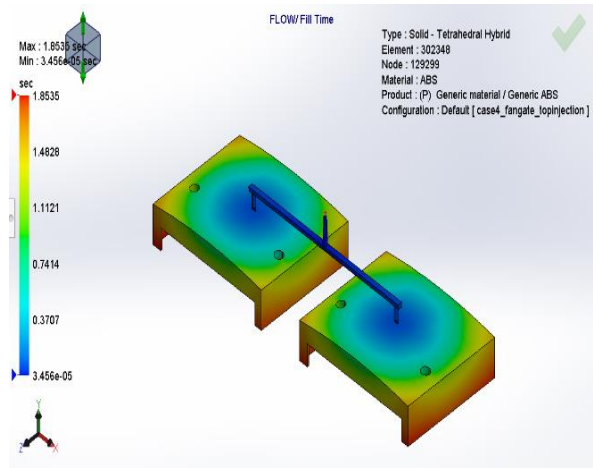 FLOW/ Fill Time
Max : 1.8535 sec
Min : 3.456e-05 sec
Type : Solid - Tetrahedral Hybrid
Element : 302348
Node : 129299
Material : ABS
Product : (P) Generic material / Generic ABS
Configuration : Default [ case4_fangate_topinjection ]
sec
1.8535
1.4828
1.1121
0.7414
0.3707
3.456e-05
Y
Z
X